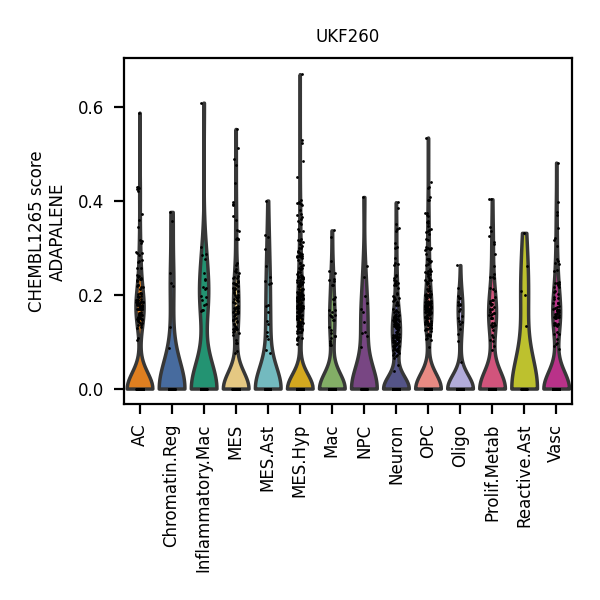 UKF260
CHEMBL1265 score
ADAPALENE
0.6
0.4
0.2
0.0
AC
Chromatin.Reg
Inflammatory.Mac
MES
MES.Ast
MES.Hyp
Mac
NPC
Neuron
OPC
Oligo
Prolif.Metab
Reactive.Ast
Vasc